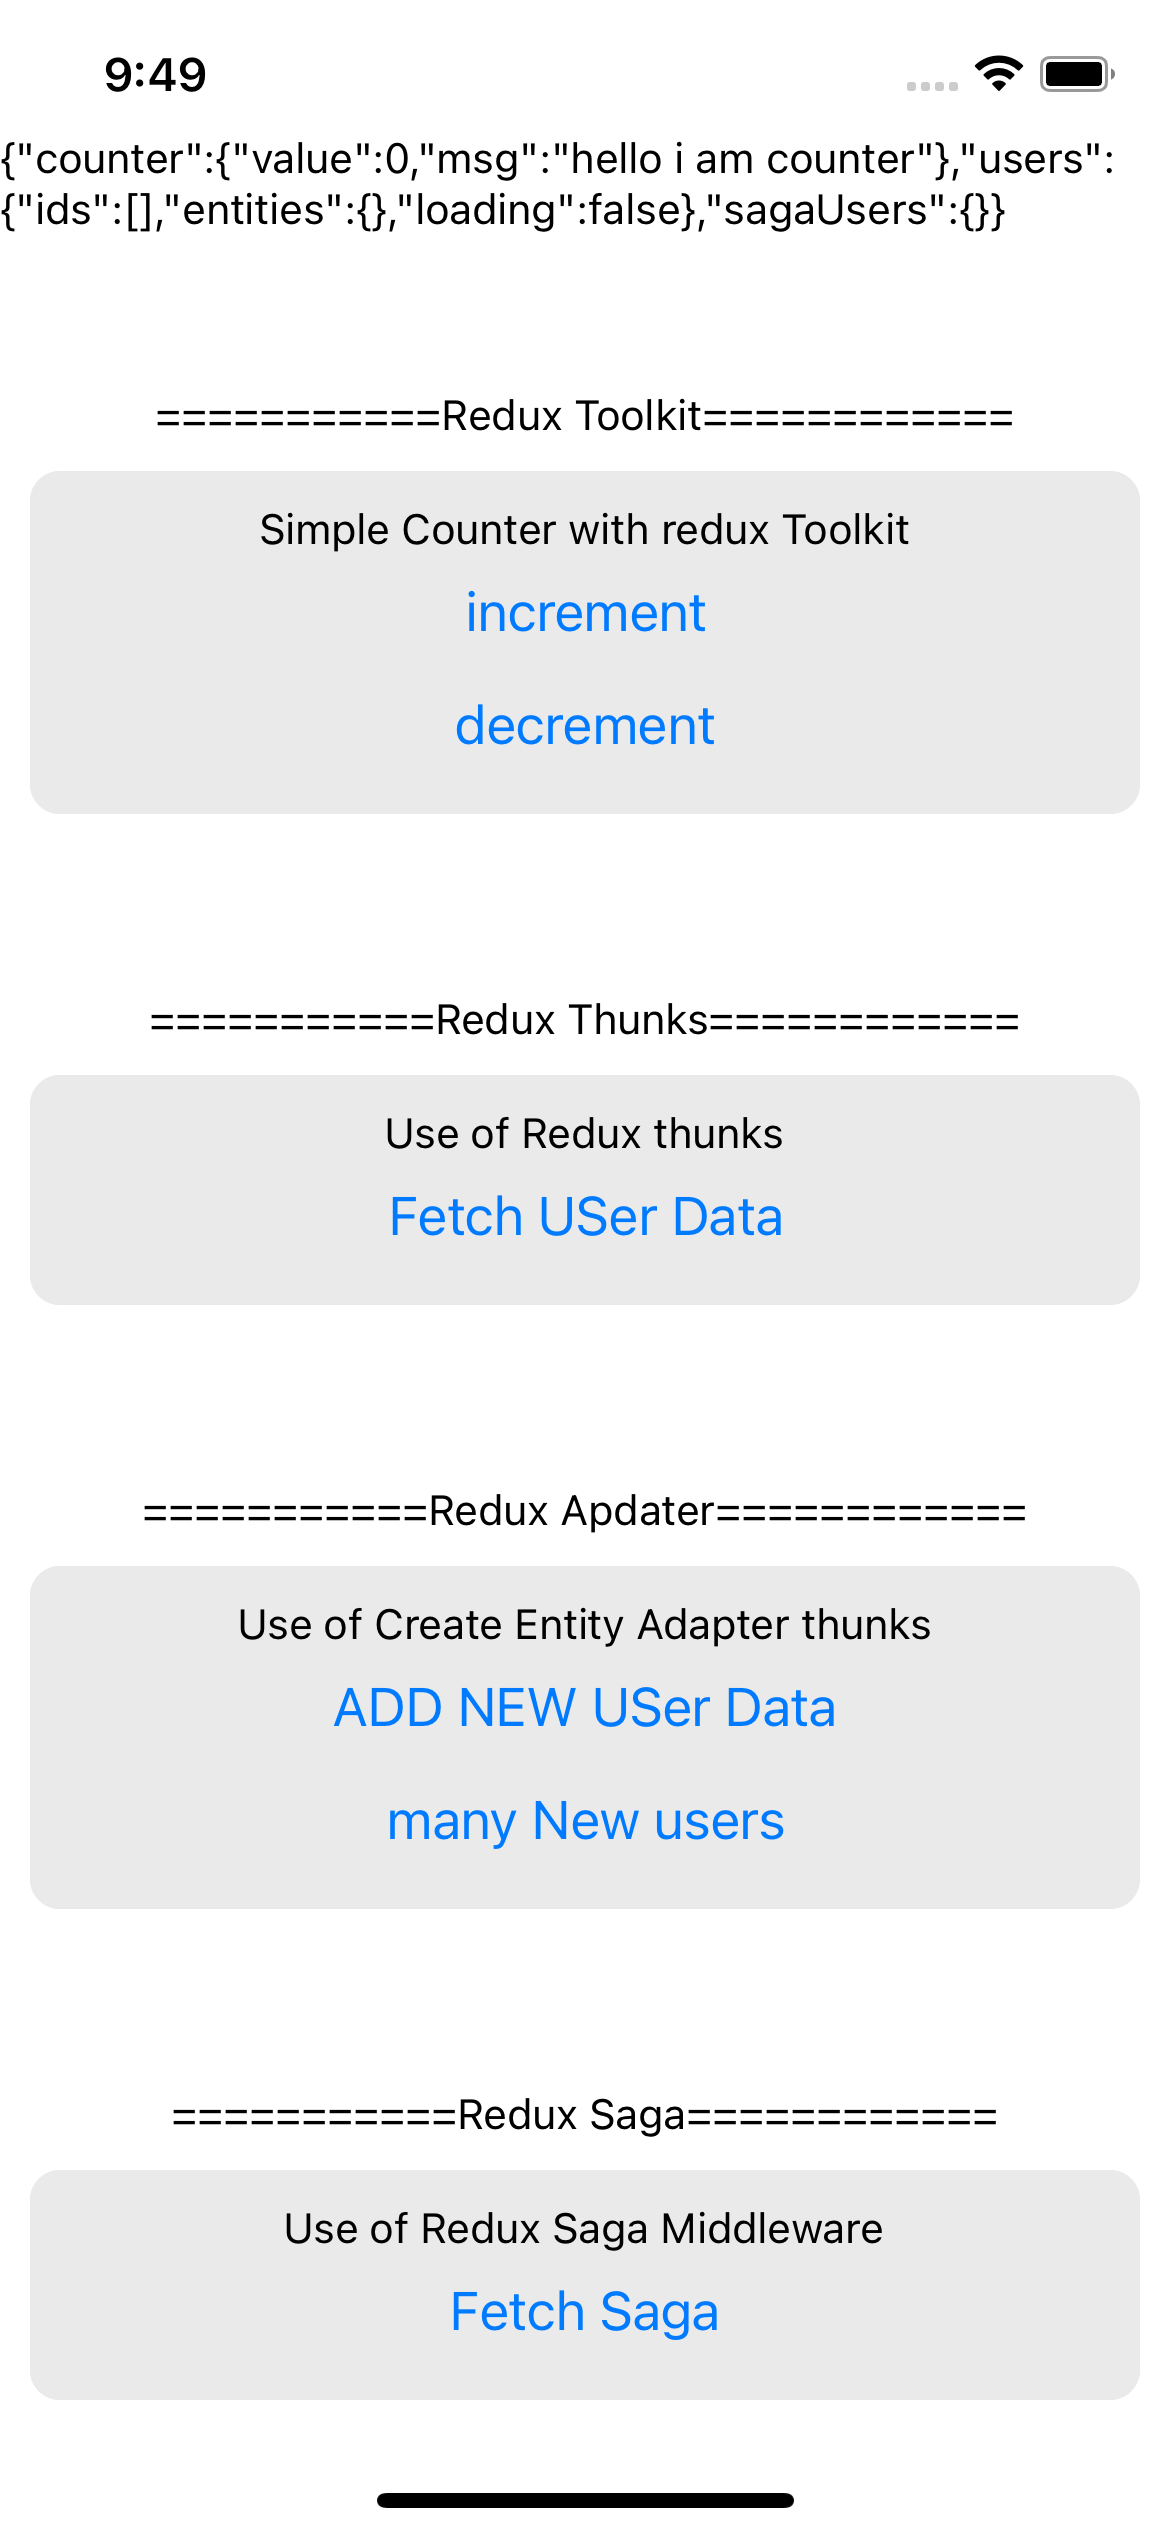 9:49
{"counter":{"value":0,"msg":"hello i am counter"},"users":
{"ids":[],"entities":{},"loading":false},"sagaUsers":{}}
===========Redux Toolkit============
Simple Counter with redux Toolkit
increment
decrement
===========Redux Thunks============
Use of Redux thunks
Fetch USer Data
===========Redux Apdater============
Use of Create Entity Adapter thunks
ADD NEW USer Data
many New users
===========Redux Saga============
Use of Redux Saga Middleware
Fetch Saga